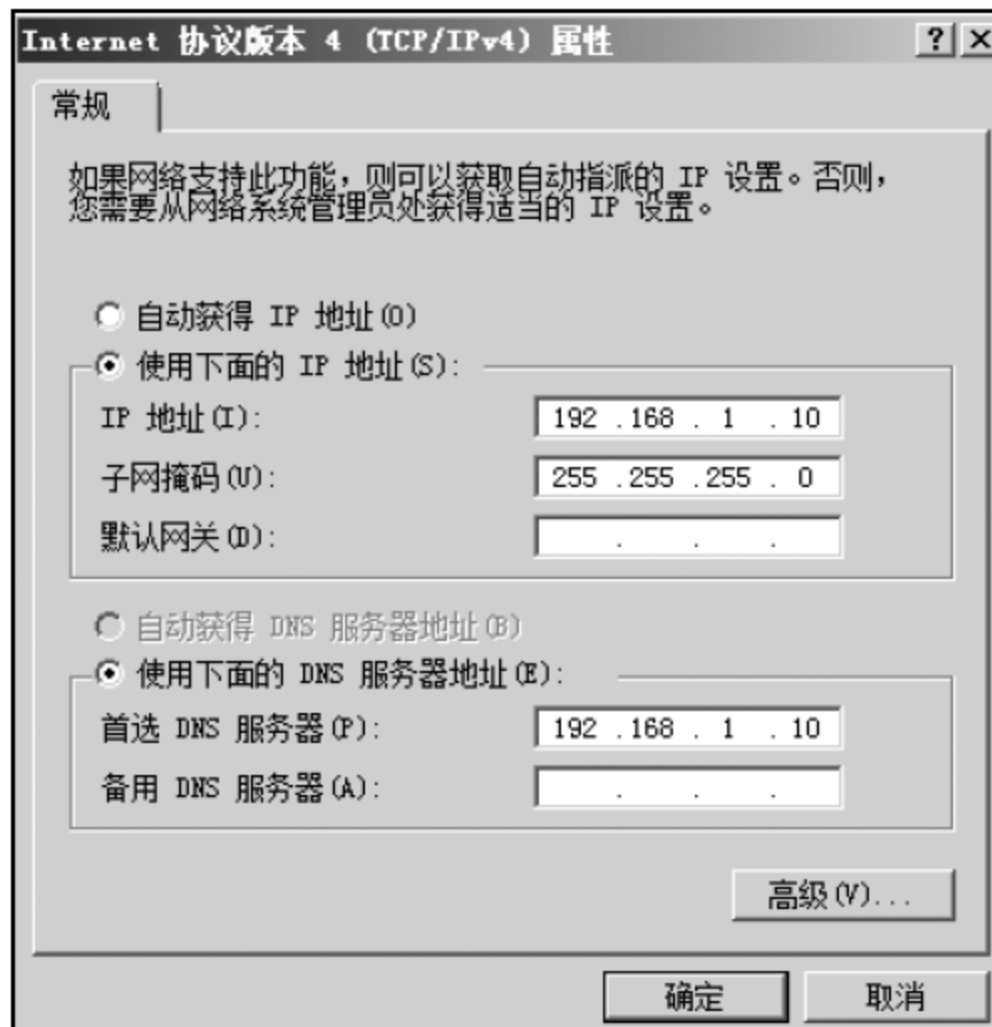 Internet 协议版本 4 (TCP/IPv4) 属性
? ×
常规
如果网络支持此功能，则可以获取自动指派的 IP 设置。否则，
您需要从网络系统管理员处获得适当的 IP 设置。
自动获得 IP 地址(O)
使用下面的 IP 地址(S):
IP 地址(I): 192 .168 . 1 . 10
子网掩码(U): 255 .255 .255 . 0
默认网关(D): . . .
自动获得 DNS 服务器地址(B)
使用下面的 DNS 服务器地址(E):
首选 DNS 服务器(P): 192 .168 . 1 . 10
备用 DNS 服务器(A): . . .
高级(V)...
确定 取消